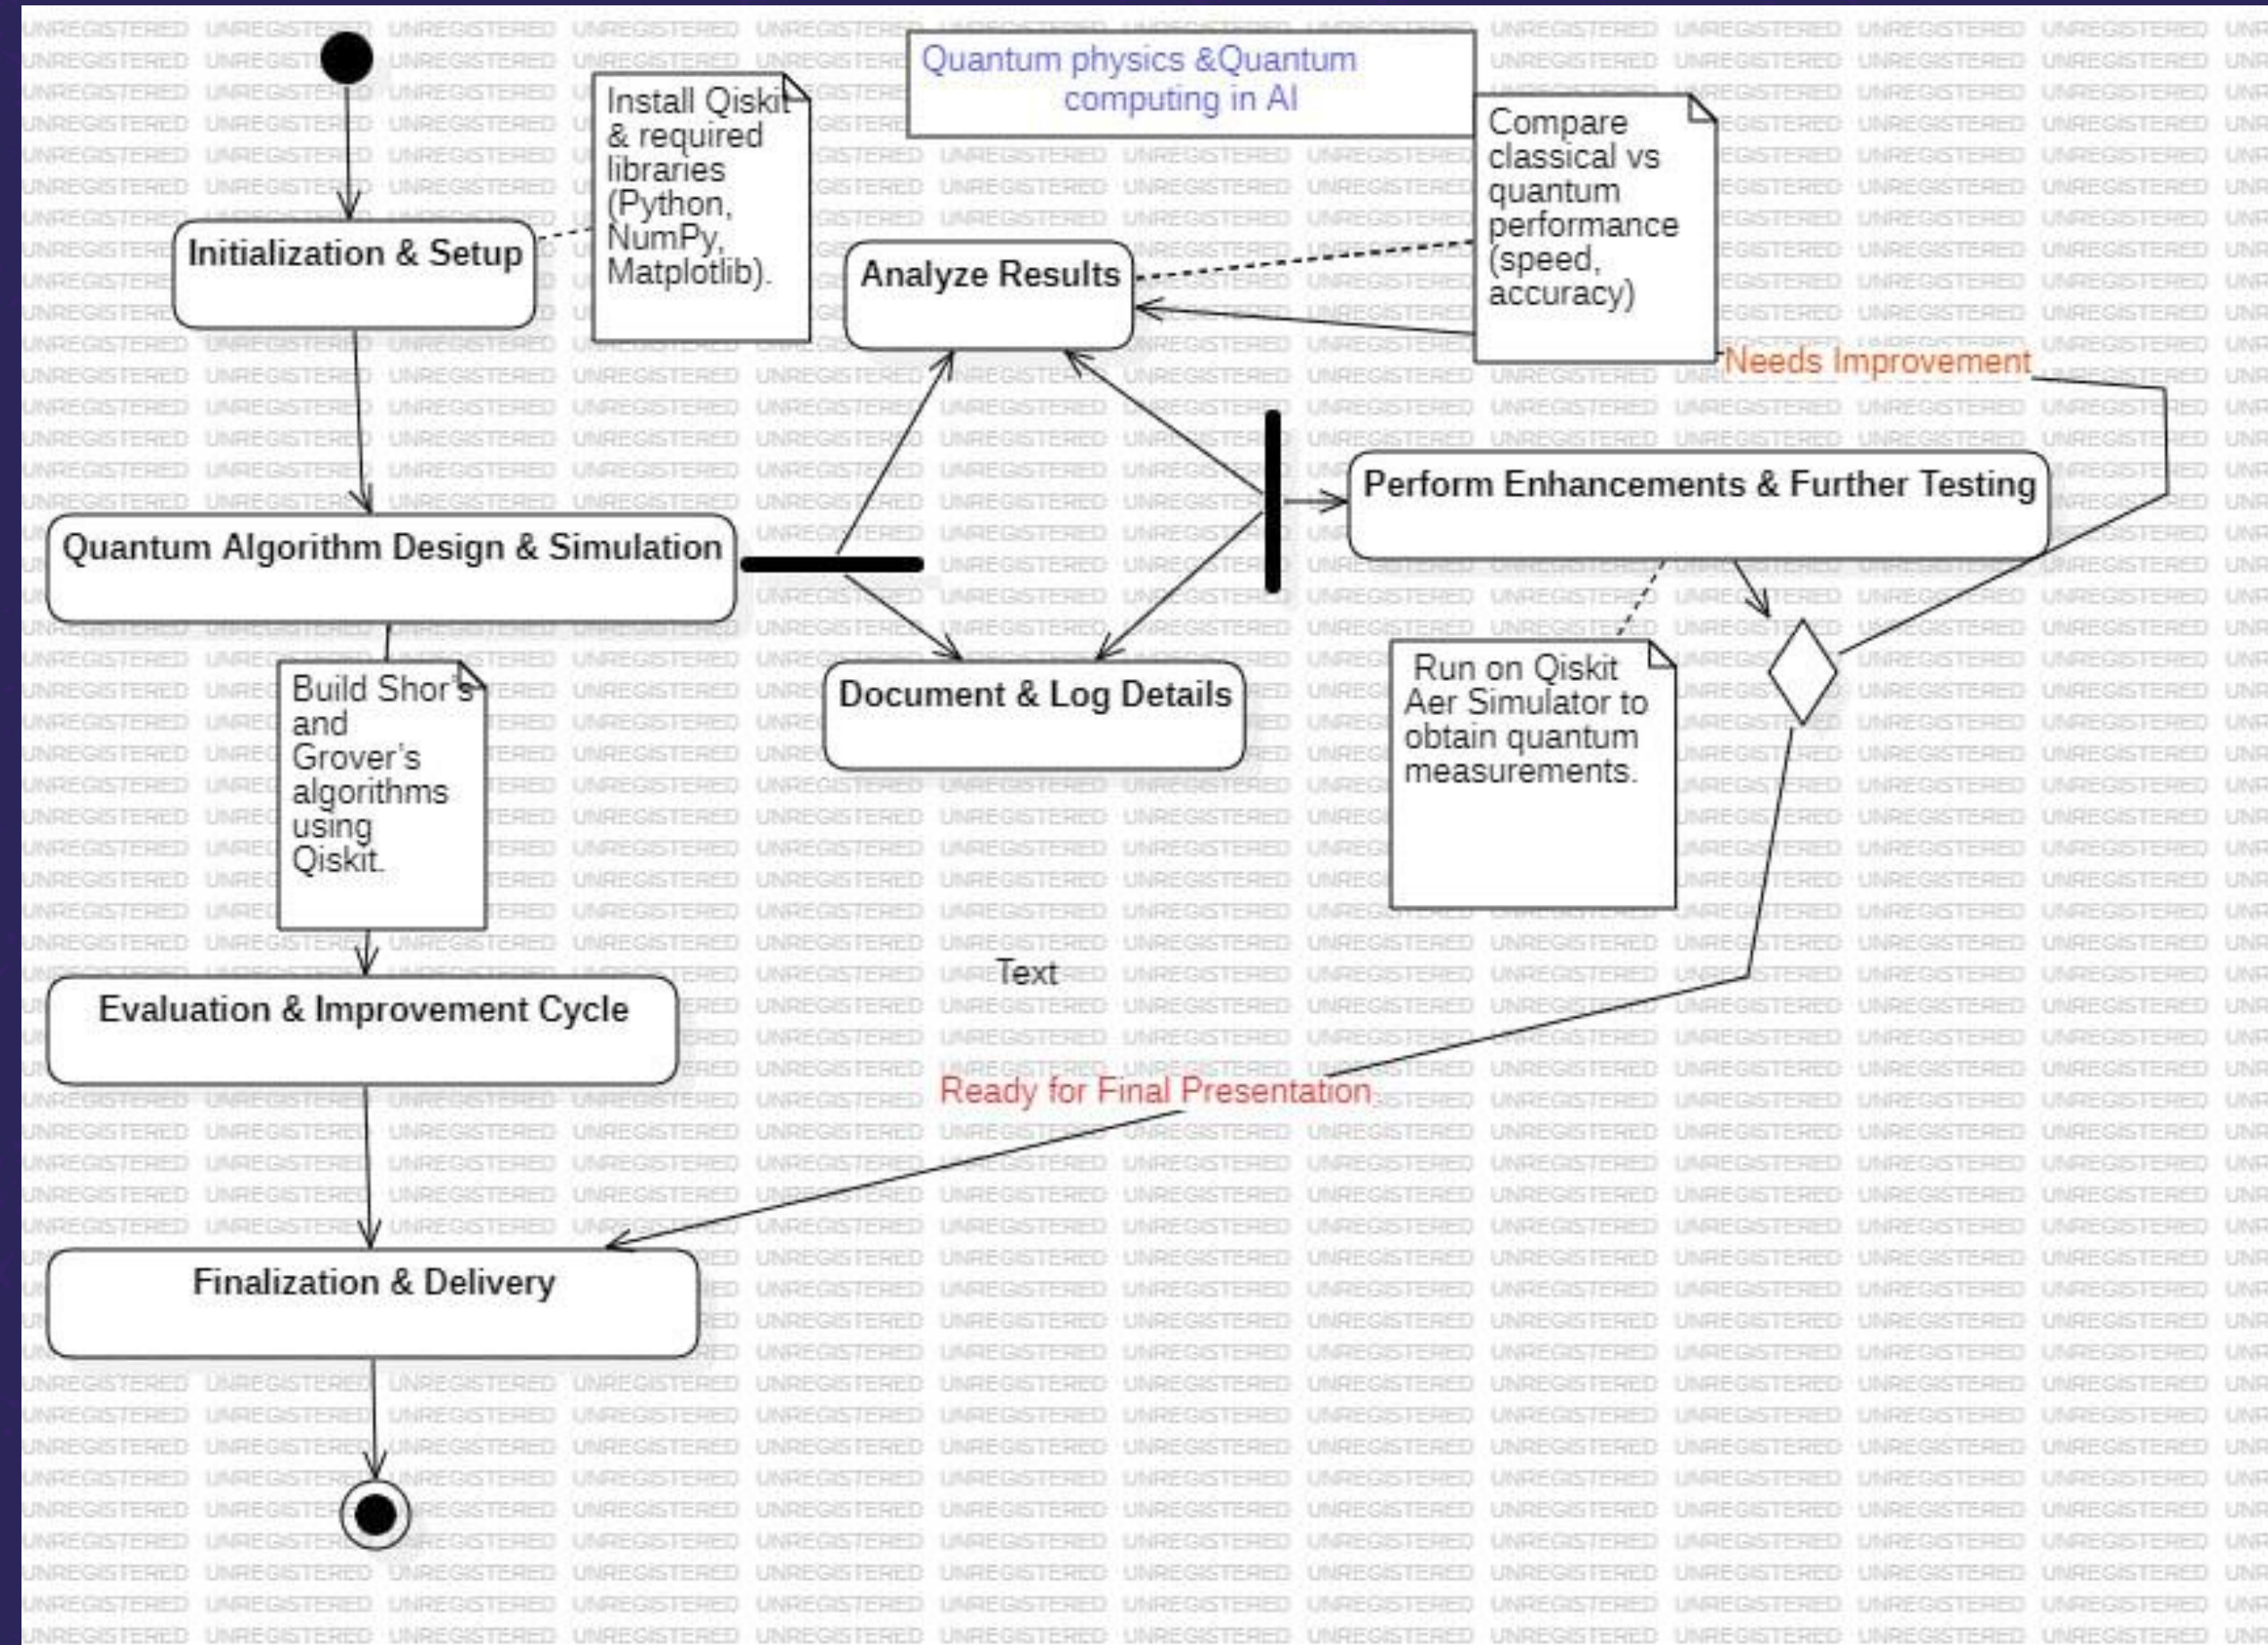 Quantum physics &Quantum
computing in AI
Install Qiskit
& required
libraries
(Python,
NumPy,
Matplotlib).
Compare
classical vs
quantum
performance
(speed,
accuracy)
Initialization & Setup
Analyze Results
Needs Improvement
Perform Enhancements & Further Testing
Quantum Algorithm Design & Simulation
Document & Log Details
Build Shor's
and
Grover's
algorithms
using
Qiskit.
Run on Qiskit
Aer Simulator to
obtain quantum
measurements.
Text
Evaluation & Improvement Cycle
Ready for Final Presentation
Finalization & Delivery
UNREGISTERED